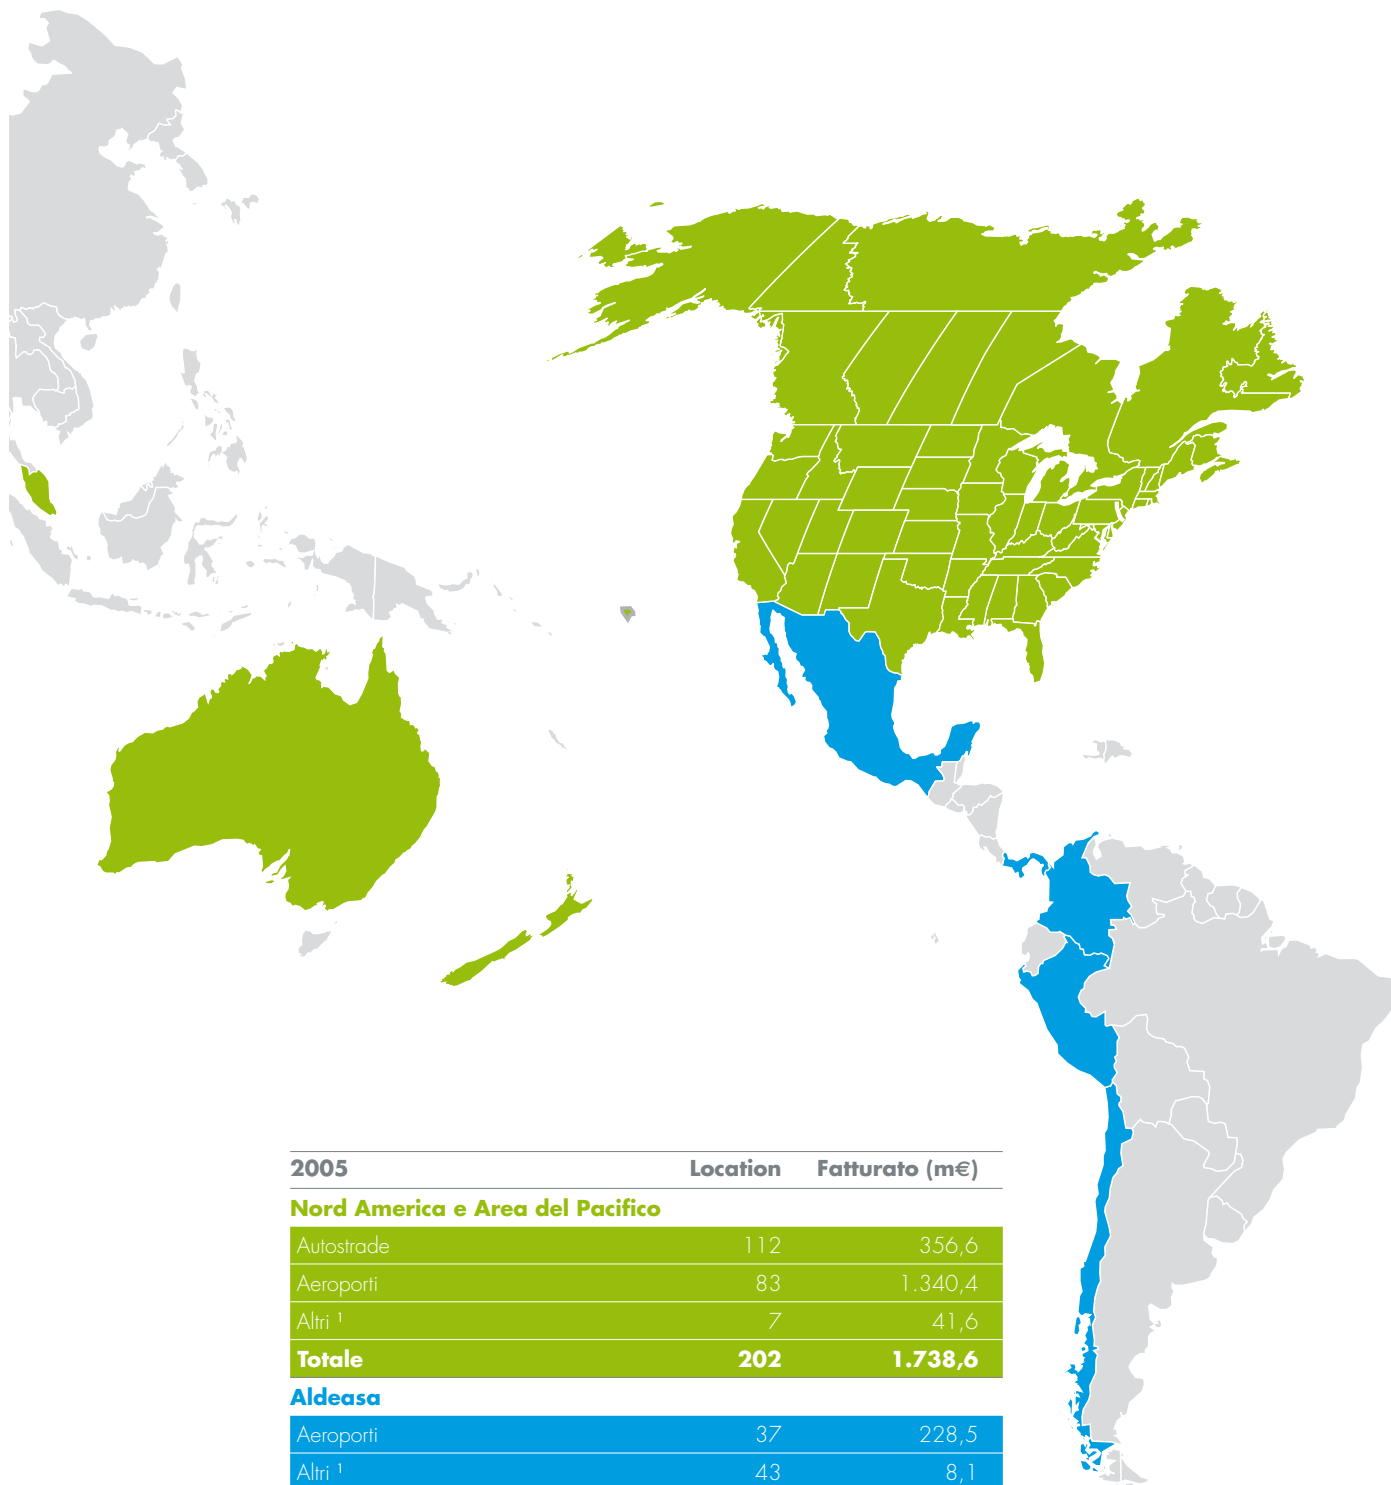 2005 Location Fatturato (m€)
Nord America e Area del Pacifico
Autostrade 112 356,6
Aeroporti 83 1.340,4
Altri ¹ 7 41,6
Totale 202 1.738,6
Aldeasa
Aeroporti 37 228,5
Altri ¹ 43 8,1